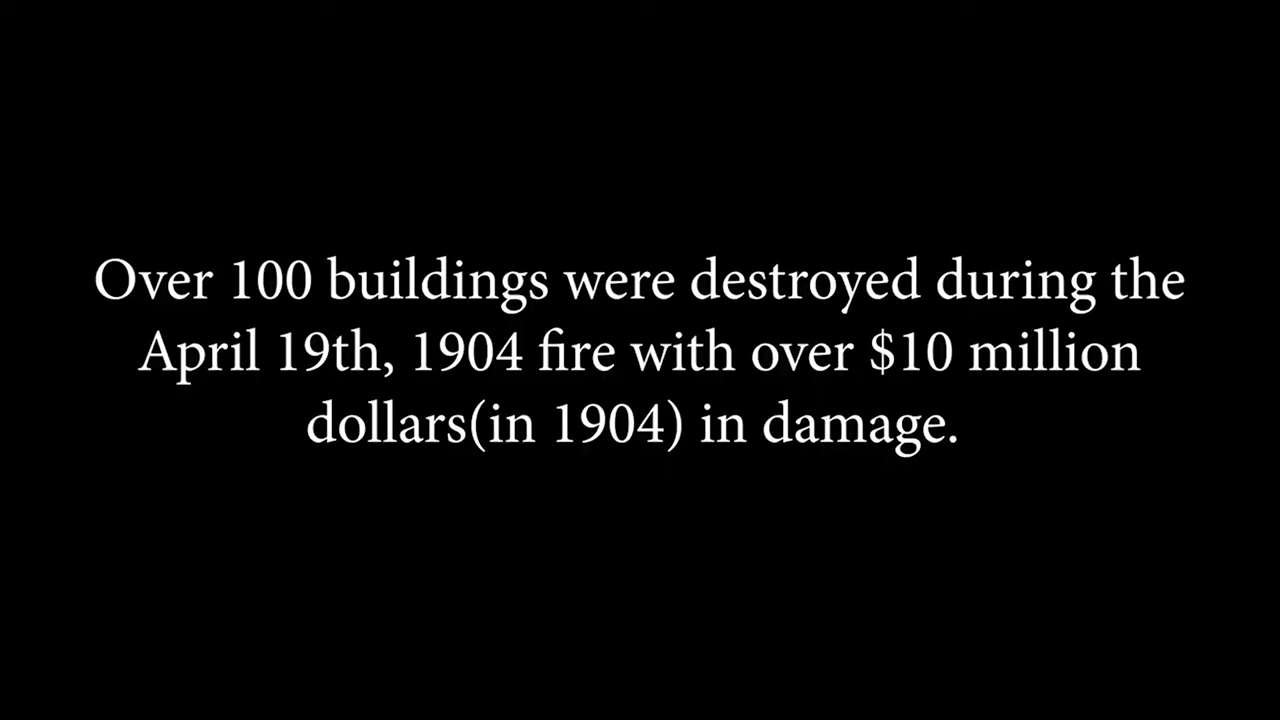 Over 100 buildings were destroyed during the
April 19th, 1904 fire with over $10 million
dollars(in 1904) in damage.